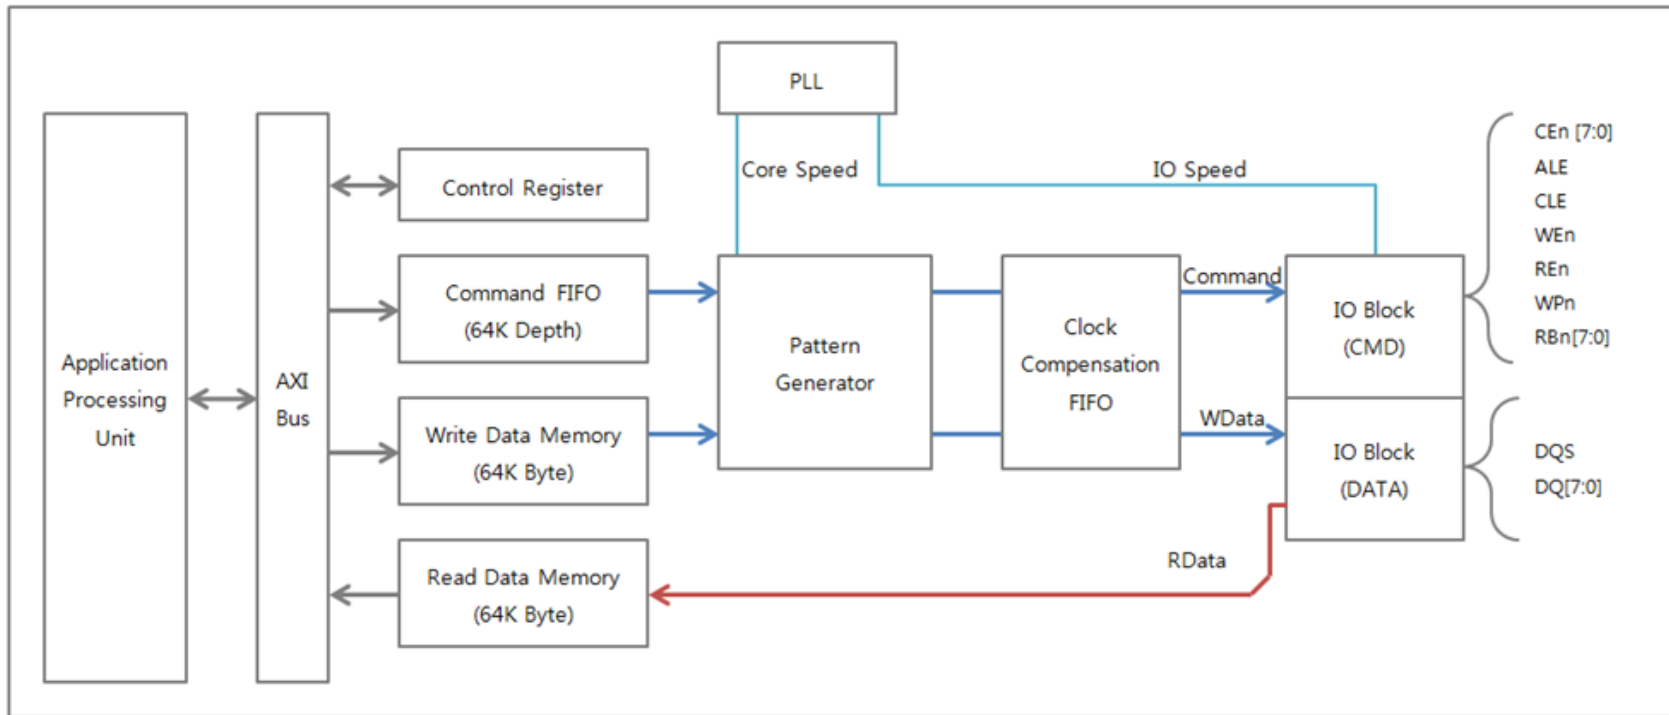 PLL
Core Speed
IO Speed
Application
Processing
Unit
AXI
Bus
Control Register
Command FIFO
(64K Depth)
Write Data Memory
(64K Byte)
Read Data Memory
(64K Byte)
Pattern
Generator
Clock
Compensation
FIFO
Command
WData
RData
IO Block
(CMD)
IO Block
(DATA)
CEn [7:0]
ALE
CLE
WEn
REn
WPn
RBn[7:0]
DQS
DQ[7:0]